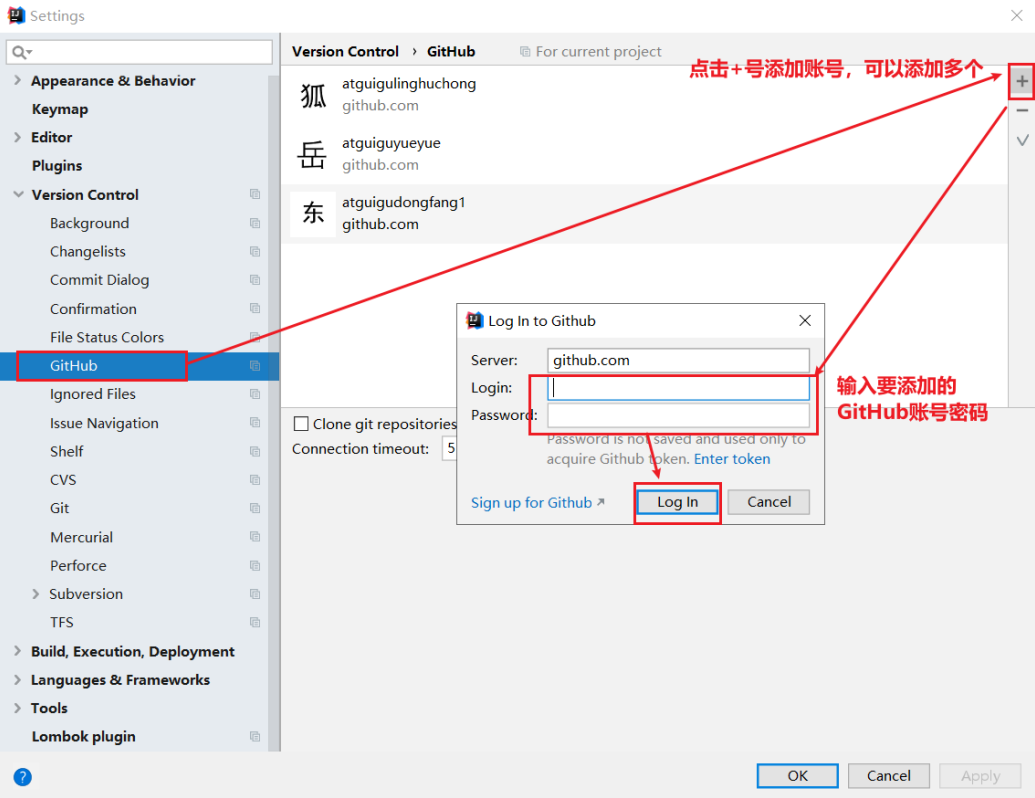 Settings
Version Control › GitHub
For current project
点击+号添加账号，可以添加多个
Appearance & Behavior
Keymap
Editor
Plugins
Version Control
Background
Changelists
Commit Dialog
Confirmation
File Status Colors
GitHub
Ignored Files
Issue Navigation
Shelf
CVS
Git
Mercurial
Perforce
Subversion
TFS
Build, Execution, Deployment
Languages & Frameworks
Tools
Lombok plugin
狐
atguigulinghuchong
github.com
岳
atguiguyueyue
github.com
东
atguigudongfang1
github.com
Log In to Github
Server: github.com
Login:
Password:
Password is not saved and used only to
acquire Github token. Enter token
Sign up for Github
Log In
Cancel
输入要添加的
GitHub账号密码
Clone git repositories
Connection timeout: 5
?
OK
Cancel
Apply